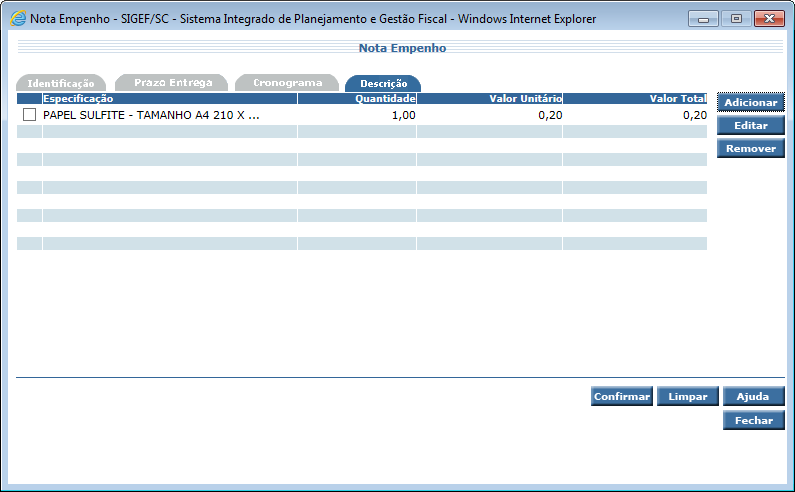 Nota Empenho - SIGEF/SC - Sistema Integrado de Planejamento e Gestão Fiscal - Windows Internet Explorer
Nota Empenho
Identificação Prazo Entrega Cronograma Descrição
Especificação Quantidade Valor Unitário Valor Total
PAPEL SULFITE - TAMANHO A4 210 X ... 1,00 0,20 0,20
Adicionar
Editar
Remover
Confirmar Limpar Ajuda
Fechar